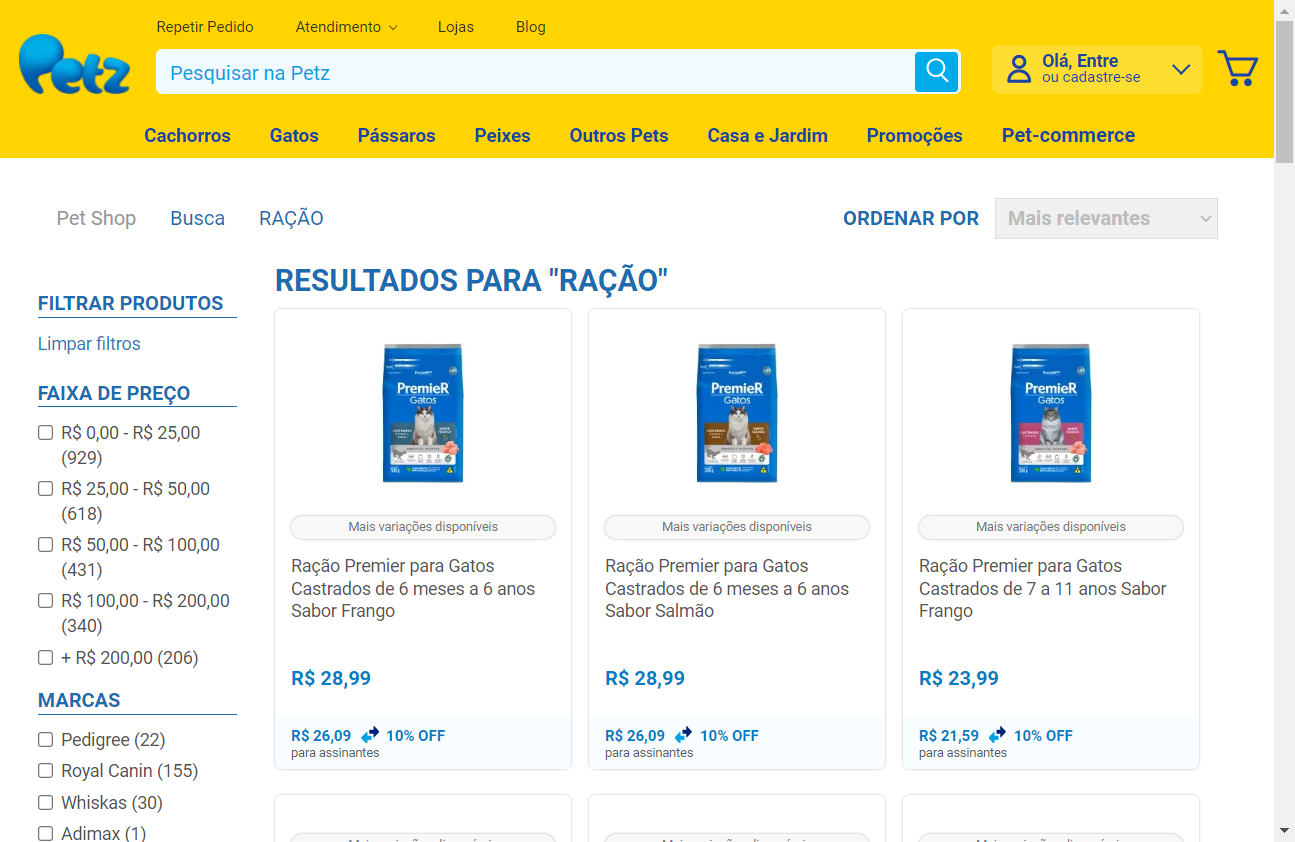 Repetir Pedido
Atendimento
Lojas
Blog
Petz
Pesquisar na Petz
Olá, Entre
ou cadastre-se
Cachorros
Gatos
Pássaros
Peixes
Outros Pets
Casa e Jardim
Promoções
Pet-commerce
Pet Shop
Busca
RAÇÃO
ORDENAR POR
Mais relevantes
RESULTADOS PARA "RAÇÃO"
FILTRAR PRODUTOS
Limpar filtros
FAIXA DE PREÇO
R$ 0,00 - R$ 25,00
(929)
R$ 25,00 - R$ 50,00
(618)
R$ 50,00 - R$ 100,00
(431)
R$ 100,00 - R$ 200,00
(340)
+ R$ 200,00 (206)
MARCAS
Pedigree (22)
Royal Canin (155)
Whiskas (30)
Adimax (1)
PremieR
Gatos
Mais variações disponíveis
Ração Premier para Gatos
Castrados de 6 meses a 6 anos
Sabor Frango
R$ 28,99
R$ 26,09 10% OFF
para assinantes
PremieR
Gatos
Mais variações disponíveis
Ração Premier para Gatos
Castrados de 6 meses a 6 anos
Sabor Salmão
R$ 28,99
R$ 26,09 10% OFF
para assinantes
PremieR
Gatos
Mais variações disponíveis
Ração Premier para Gatos
Castrados de 7 a 11 anos Sabor
Frango
R$ 23,99
R$ 21,59 10% OFF
para assinantes